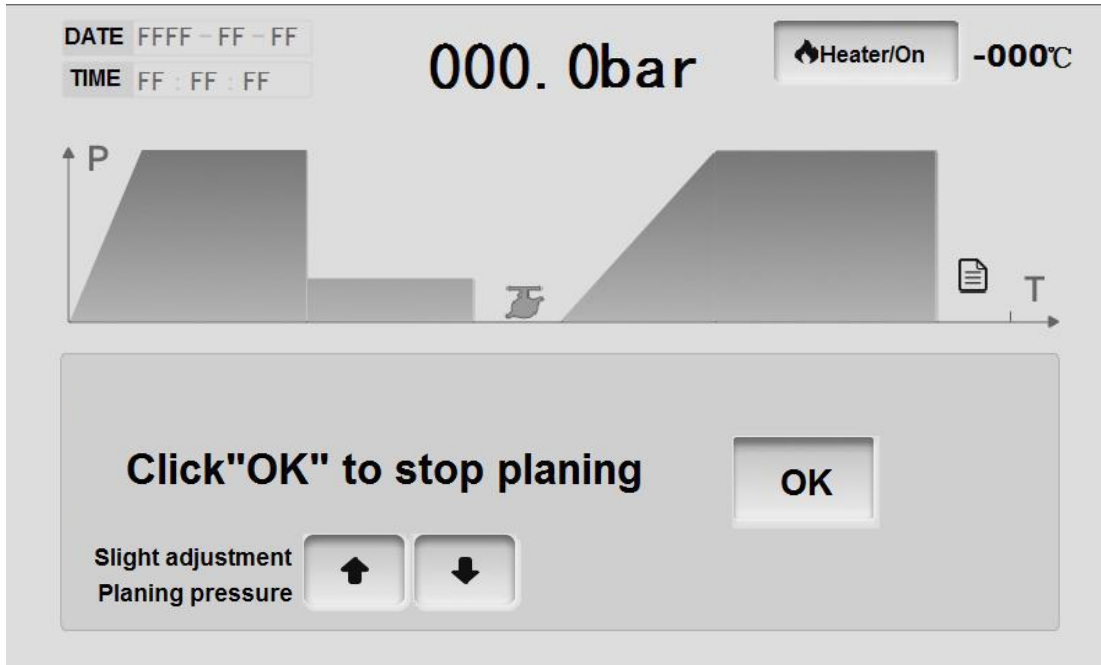 DATE FFFF-FF-FF
TIME FF:FF:FF
000.0bar
Heater/On
-000℃
P
T
Click"OK" to stop planing
OK
Slight adjustment
Planing pressure